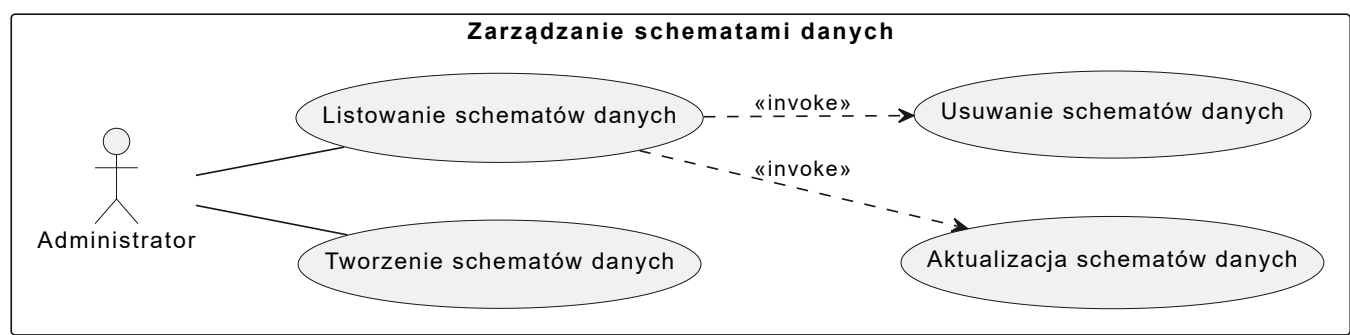 Zarządzanie schematami danych
Listowanie schematów danych
«invoke»
Usuwanie schematów danych
«invoke»
Administrator
Tworzenie schematów danych
Aktualizacja schematów danych